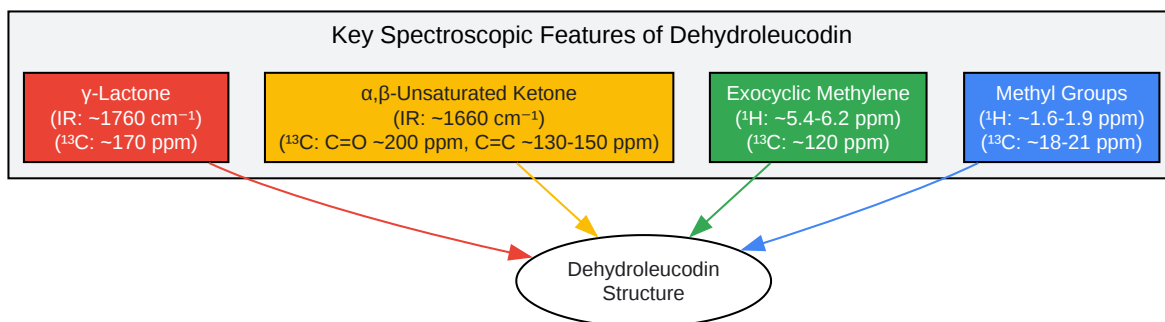 Key Spectroscopic Features of Dehydroleucodin
γ-Lactone
(IR: ~1760 cm⁻¹)
(¹³C: ~170 ppm)
α,β-Unsaturated Ketone
(IR: ~1660 cm⁻¹)
(¹³C: C=O ~200 ppm, C=C ~130-150 ppm)
Exocyclic Methylene
(¹H: ~5.4-6.2 ppm)
(¹³C: ~120 ppm)
Methyl Groups
(¹H: ~1.6-1.9 ppm)
(¹³C: ~18-21 ppm)
Dehydroleucodin
Structure